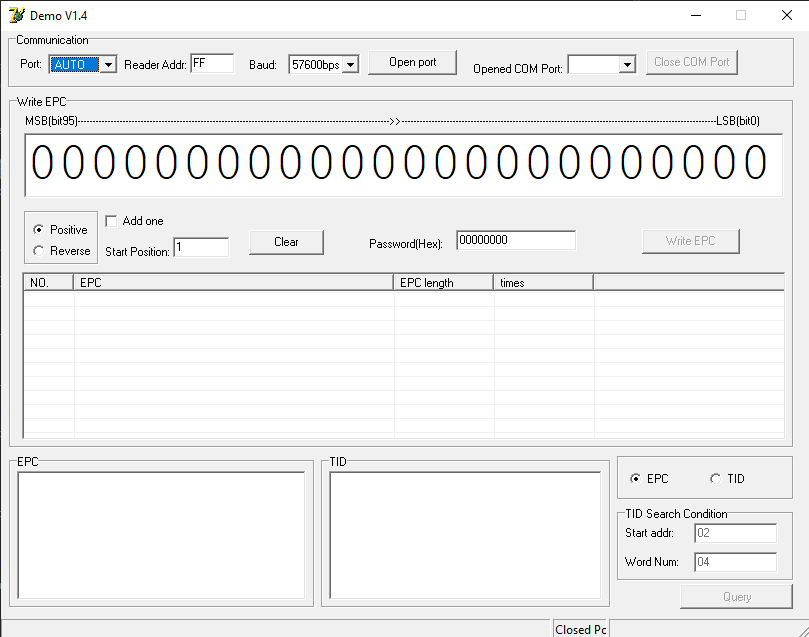 Demo V1.4
Communication
Port: AUTO Reader Addr: FF Baud: 57600bps Open port Opened COM Port: Close COM Port
Write EPC
MSB(bit95)------------------------------------------------------------------------------>>------------------------------------------------------------------------------LSB(bit0)
000000000000000000000000
Positive
Reverse
Add one
Start Position: 1
Clear
Password(Hex): 00000000
Write EPC
NO. EPC EPC length times
EPC
TID
EPC TID
TID Search Condition
Start addr: 02
Word Num: 04
Query
Closed Pc